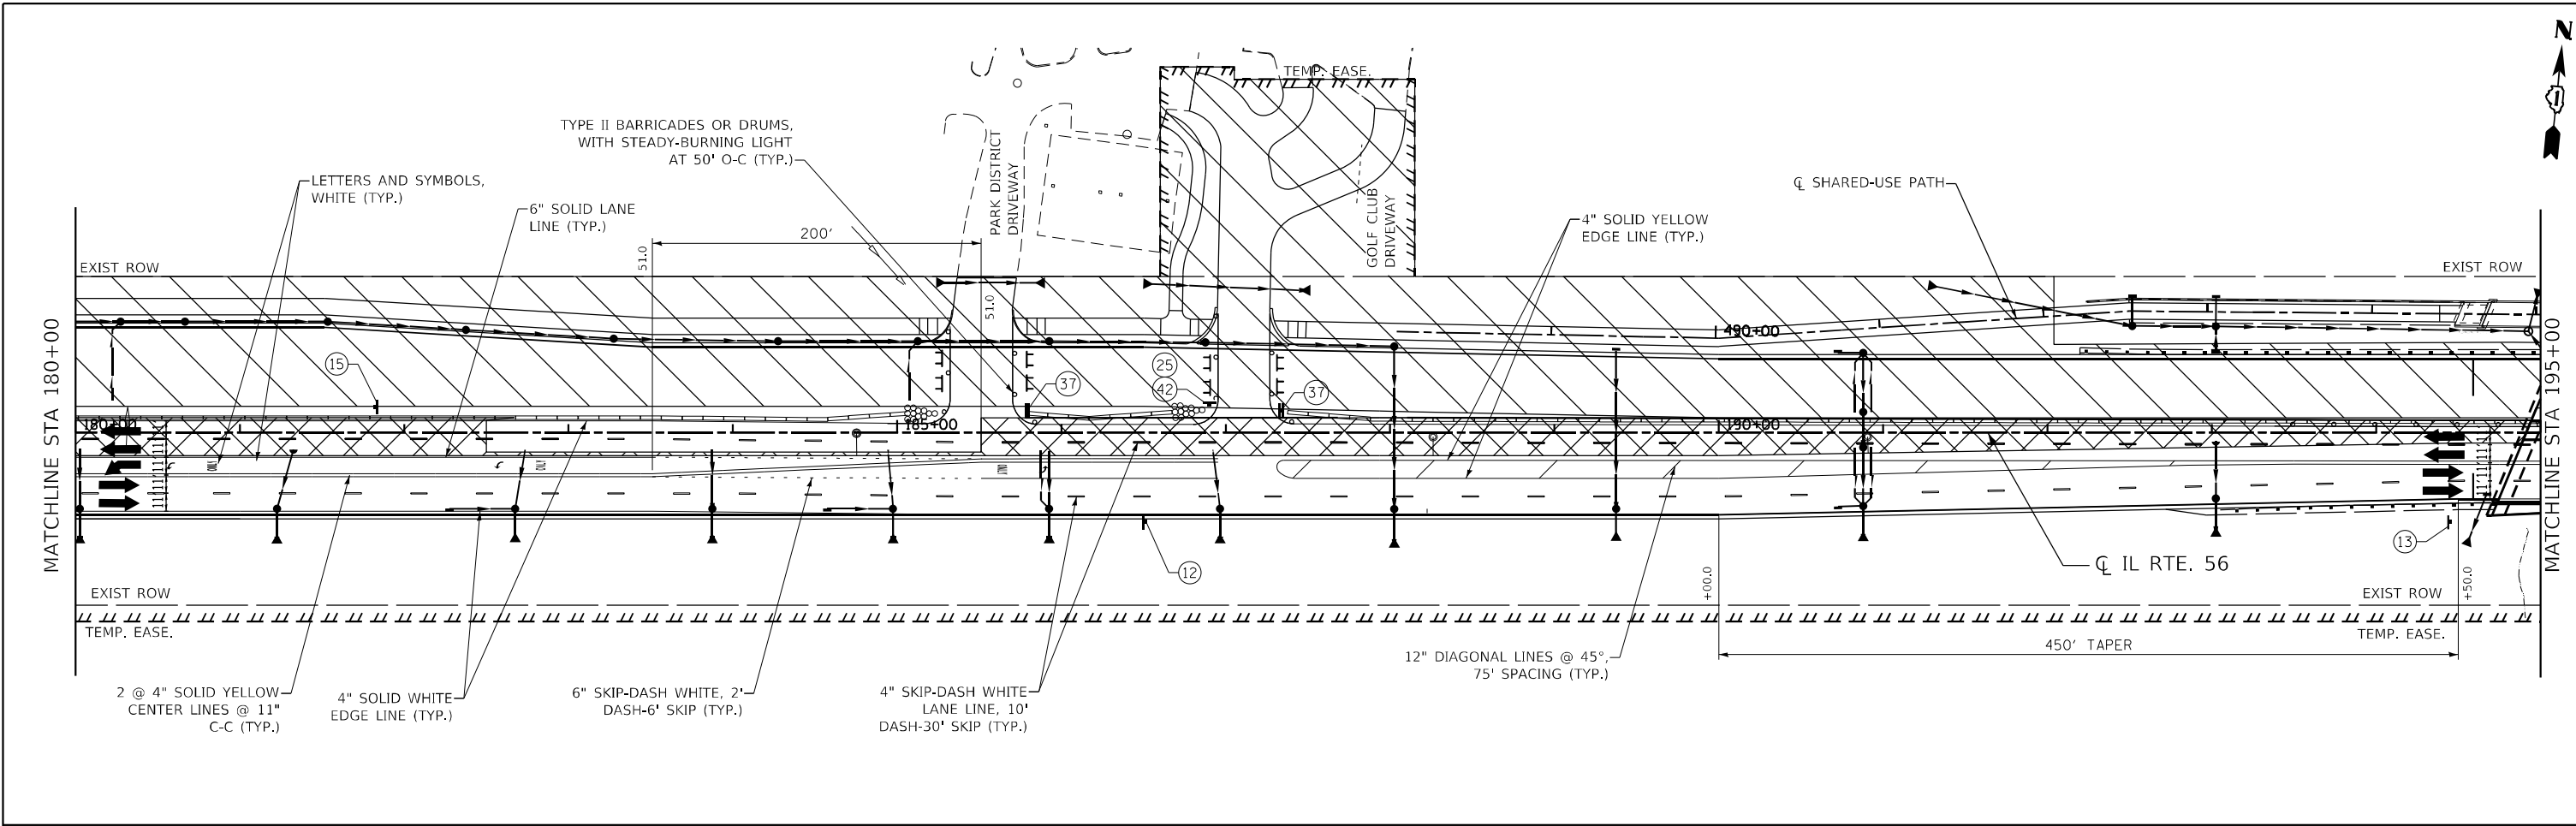 N
TEMP. EASE.
TYPE II BARRICADES OR DRUMS,
WITH STEADY-BURNING LIGHT
AT 50' O-C (TYP.)
LETTERS AND SYMBOLS,
WHITE (TYP.)
6" SOLID LANE
LINE (TYP.)
200'
51.0
51.0
PARK DISTRICT
DRIVEWAY
GOLF CLUB
DRIVEWAY
4" SOLID YELLOW
EDGE LINE (TYP.)
℄ SHARED-USE PATH
EXIST ROW
EXIST ROW
MATCHLINE STA 180+00
MATCHLINE STA 195+00
490+00
15
37
25
42
37
180+00
185+00
190+00
ONLY
ONLY
ONLY
12
13
℄ IL RTE. 56
+00.0
+50.0
EXIST ROW
EXIST ROW
TEMP. EASE.
TEMP. EASE.
450' TAPER
12" DIAGONAL LINES @ 45°,
75' SPACING (TYP.)
2 @ 4" SOLID YELLOW
CENTER LINES @ 11"
C-C (TYP.)
4" SOLID WHITE
EDGE LINE (TYP.)
6" SKIP-DASH WHITE, 2'
DASH-6' SKIP (TYP.)
4" SKIP-DASH WHITE
LANE LINE, 10'
DASH-30' SKIP (TYP.)